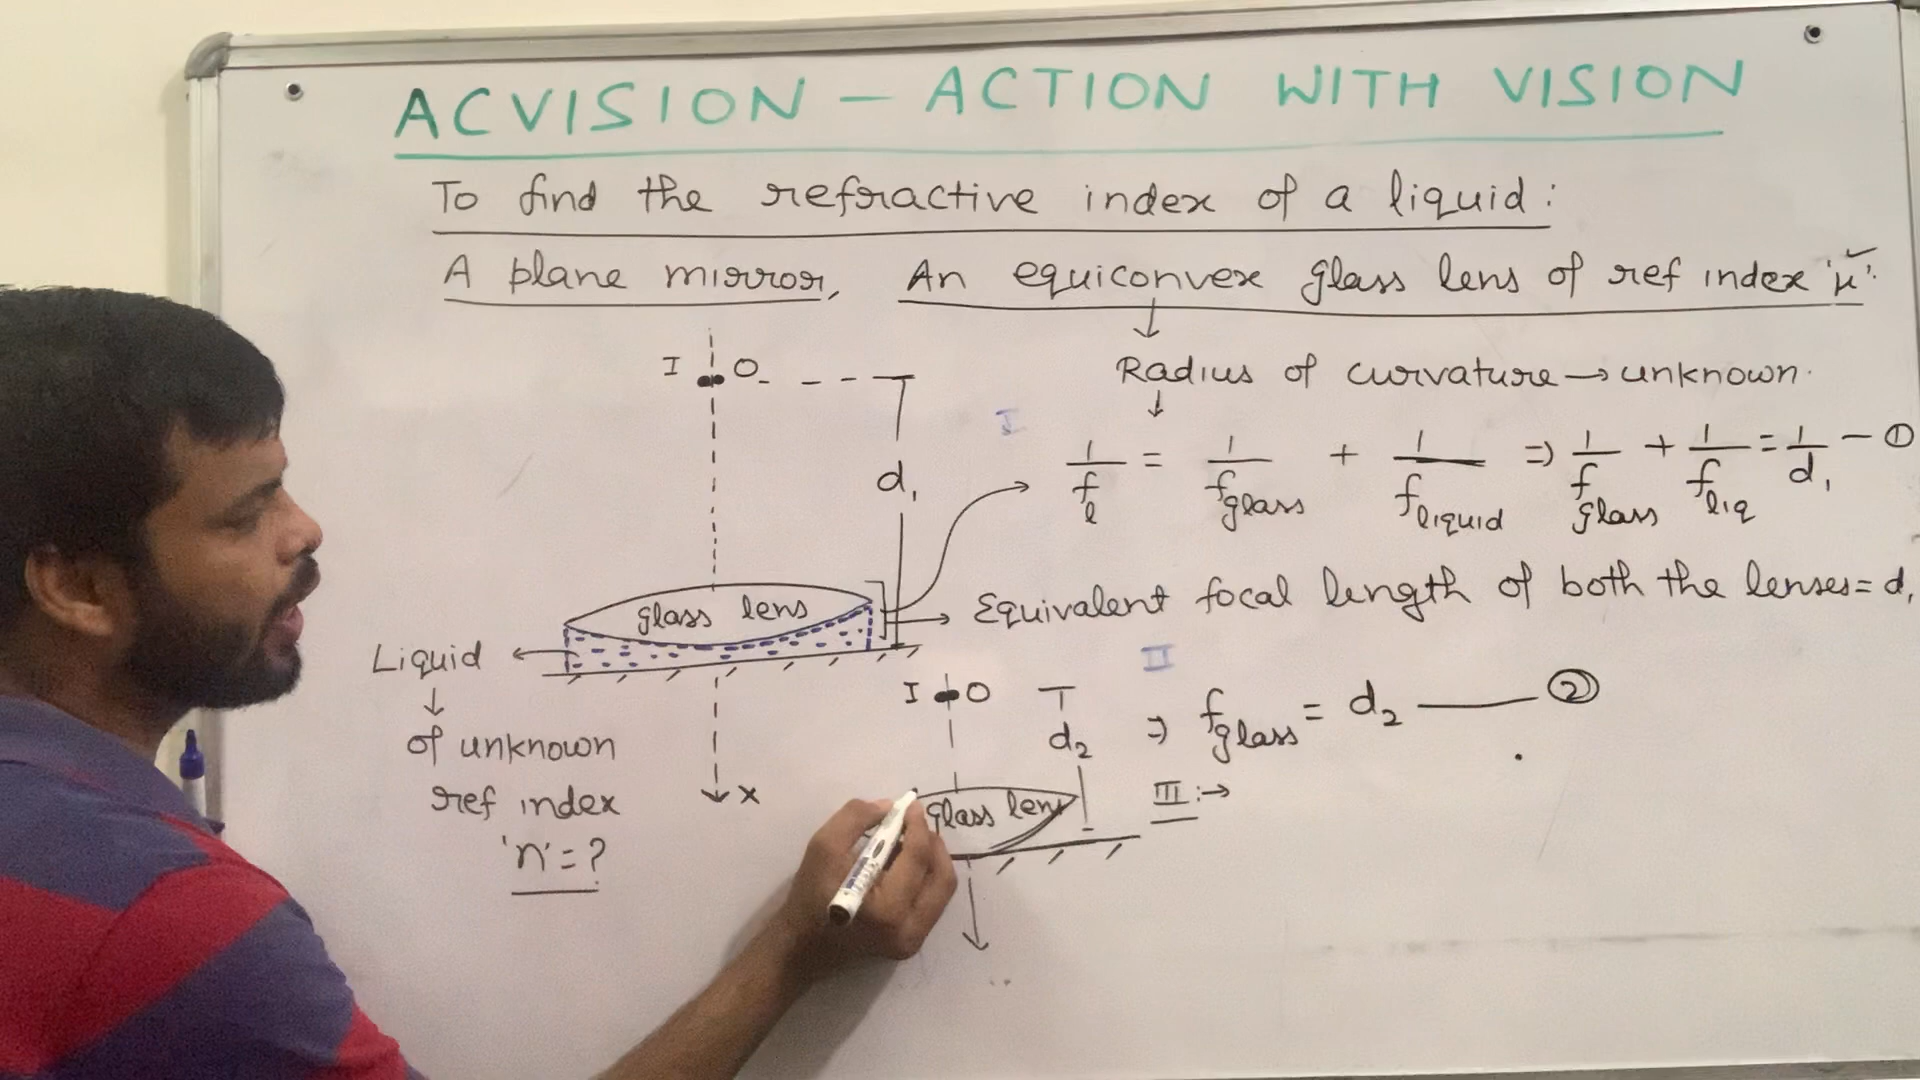 ACVISION - ACTION WITH VISION
To find the refractive index of a liquid:
A plane mirror, An equiconvex glass lens of ref index 'μ'.
Radius of curvature → unknown.
I O
d₁
I
1/f_l = 1/f_glass + 1/f_liquid ⇒ 1/f_glass + 1/f_liq = 1/d₁ - ①
glass lens
Equivalent focal length of both the lenses = d₁
Liquid
of unknown
ref index
'n' = ?
x
II
I O
d₂
⇒ f_glass = d₂ — ②
glass lens
III :→